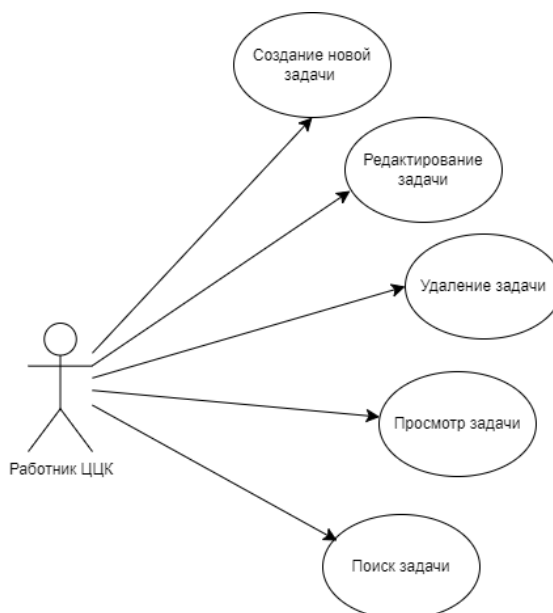 Создание новой
задачи
Редактирование
задачи
Удаление задачи
Просмотр задачи
Работник ЦЦК
Поиск задачи